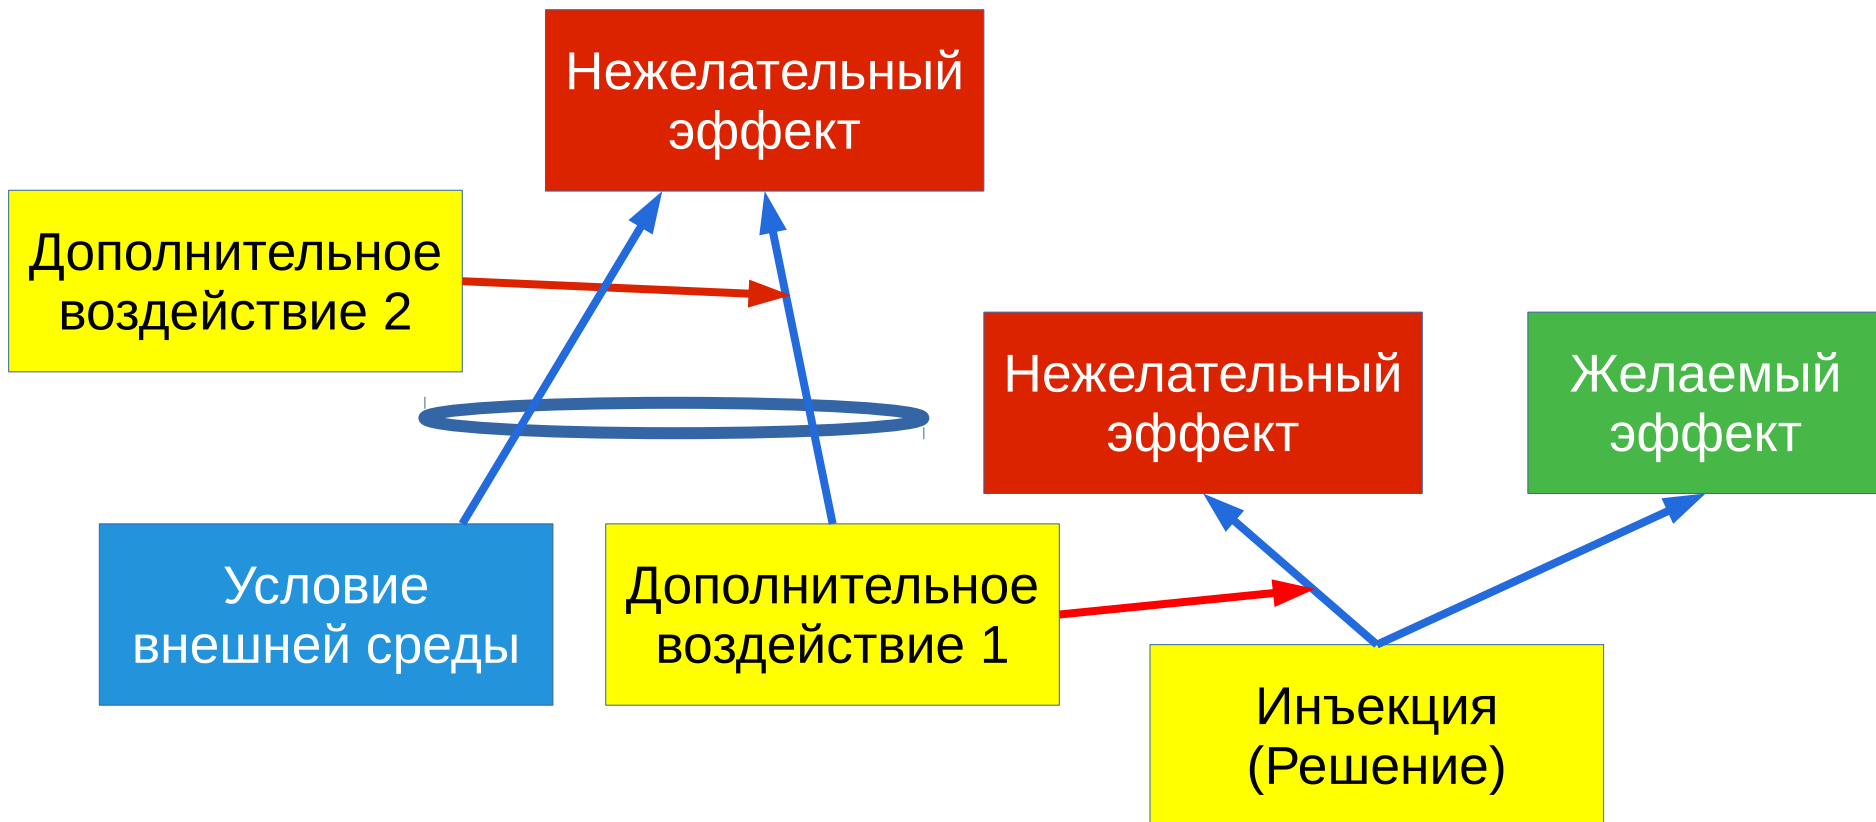 Нежелательный
эффект
Дополнительное
воздействие 2
Нежелательный
эффект
Желаемый
эффект
Условие
внешней среды
Дополнительное
воздействие 1
Инъекция
(Решение)